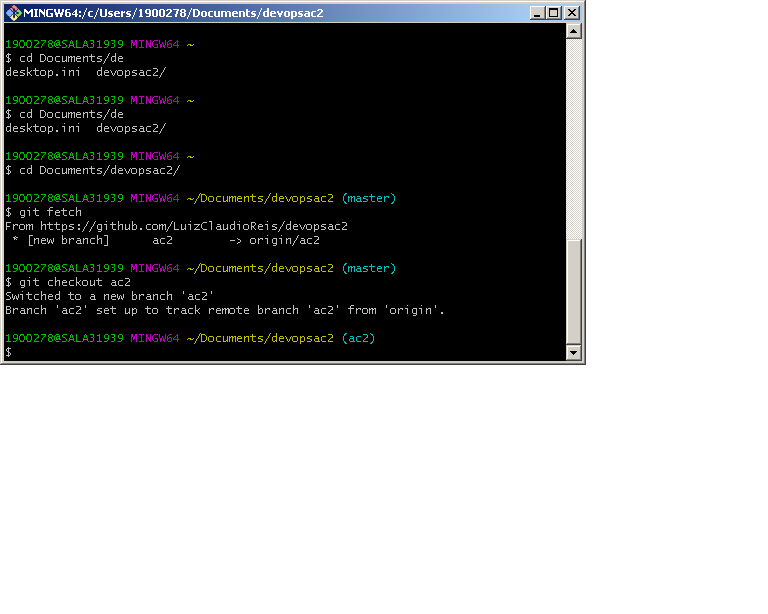 MINGW64:/c/Users/1900278/Documents/devopsac2
1900278@SALA31939 MINGW64 ~
$ cd Documents/de
desktop.ini  devopsac2/
1900278@SALA31939 MINGW64 ~
$ cd Documents/de
desktop.ini  devopsac2/
1900278@SALA31939 MINGW64 ~
$ cd Documents/devopsac2/
1900278@SALA31939 MINGW64 ~/Documents/devopsac2 (master)
$ git fetch
From https://github.com/LuizClaudioReis/devopsac2
 * [new branch]      ac2        -> origin/ac2
1900278@SALA31939 MINGW64 ~/Documents/devopsac2 (master)
$ git checkout ac2
Switched to a new branch 'ac2'
Branch 'ac2' set up to track remote branch 'ac2' from 'origin'.
1900278@SALA31939 MINGW64 ~/Documents/devopsac2 (ac2)
$